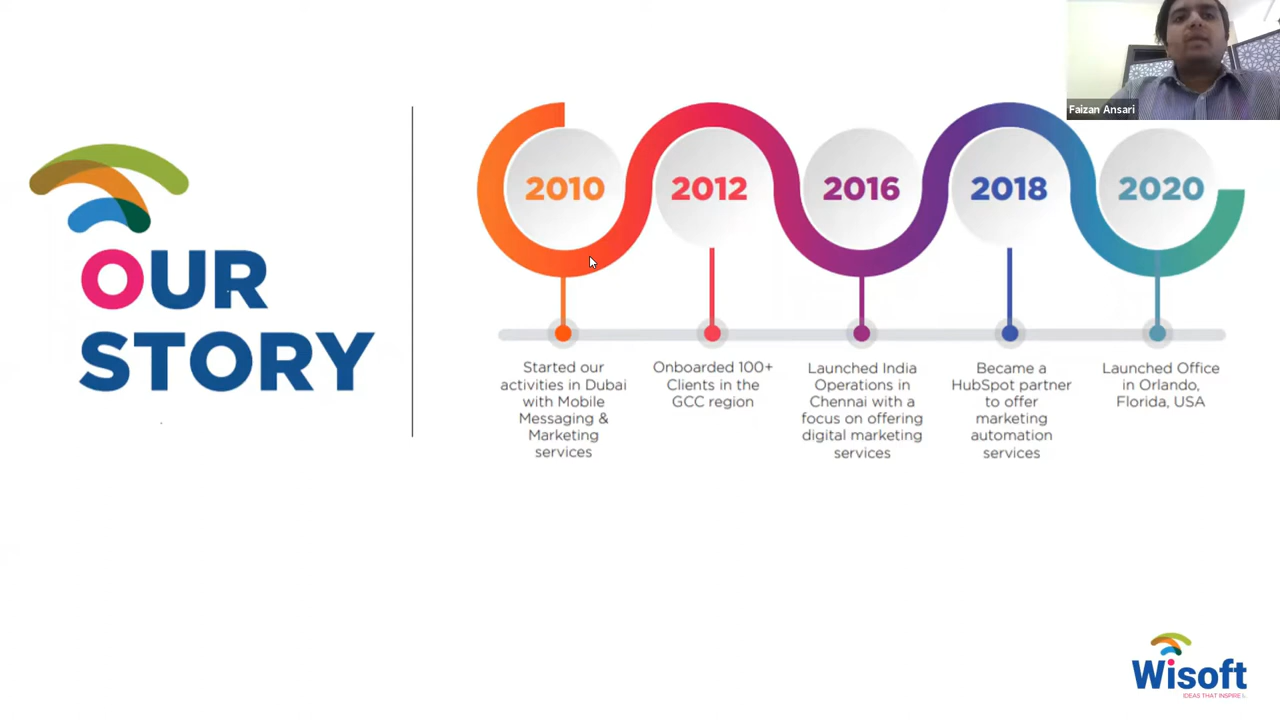 Faizan Ansari
OUR
STORY
2010
2012
2016
2018
2020
Started our
activities in Dubai
with Mobile
Messaging &
Marketing
services
Onboarded 100+
Clients in the
GCC region
Launched India
Operations in
Chennai with a
focus on offering
digital marketing
services
Became a
HubSpot partner
to offer
marketing
automation
services
Launched Office
in Orlando,
Florida, USA
Wisoft
IDEAS THAT INSPIRE